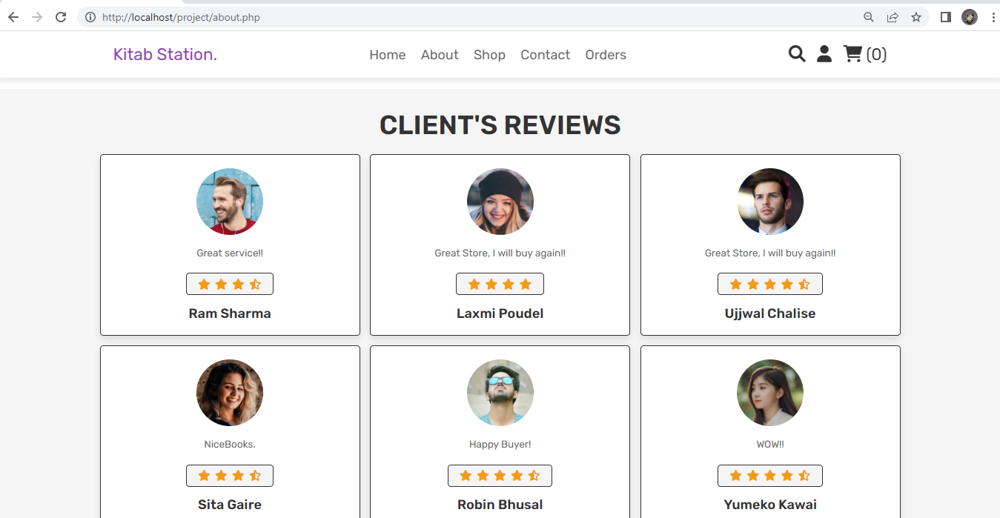 http://localhost/project/about.php
Kitab Station. Home About Shop Contact Orders (0)
CLIENT'S REVIEWS
Great service!! Great Store, I will buy again!! Great Store, I will buy again!!
Ram Sharma Laxmi Poudel Ujjwal Chalise
NiceBooks. Happy Buyer! WOW!!
Sita Gaire Robin Bhusal Yumeko Kawai